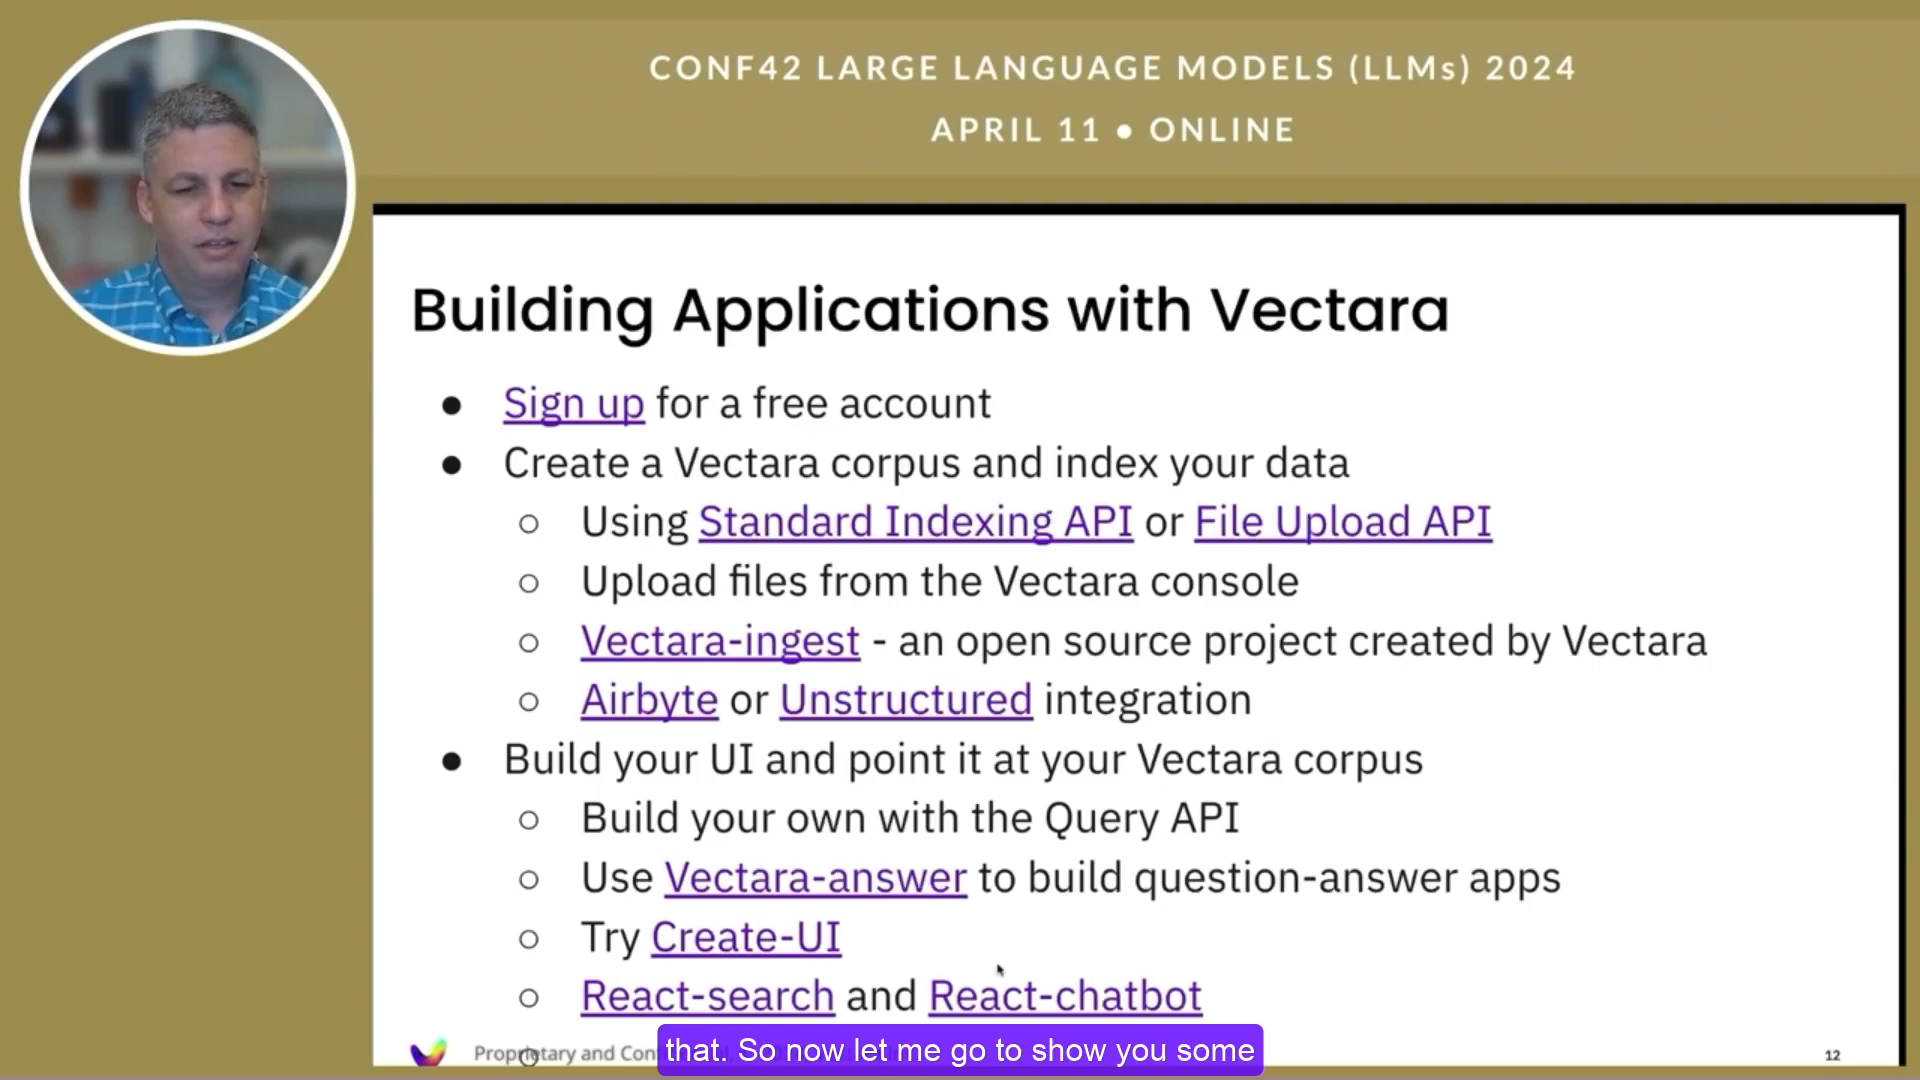 CONF42 LARGE LANGUAGE MODELS (LLMs) 2024
APRIL 11 ● ONLINE
Building Applications with Vectara
● Sign up for a free account
● Create a Vectara corpus and index your data
○ Using Standard Indexing API or File Upload API
○ Upload files from the Vectara console
○ Vectara-ingest - an open source project created by Vectara
○ Airbyte or Unstructured integration
● Build your UI and point it at your Vectara corpus
○ Build your own with the Query API
○ Use Vectara-answer to build question-answer apps
○ Try Create-UI
○ React-search and React-chatbot
Proprietary and Con
that. So now let me go to show you some
12